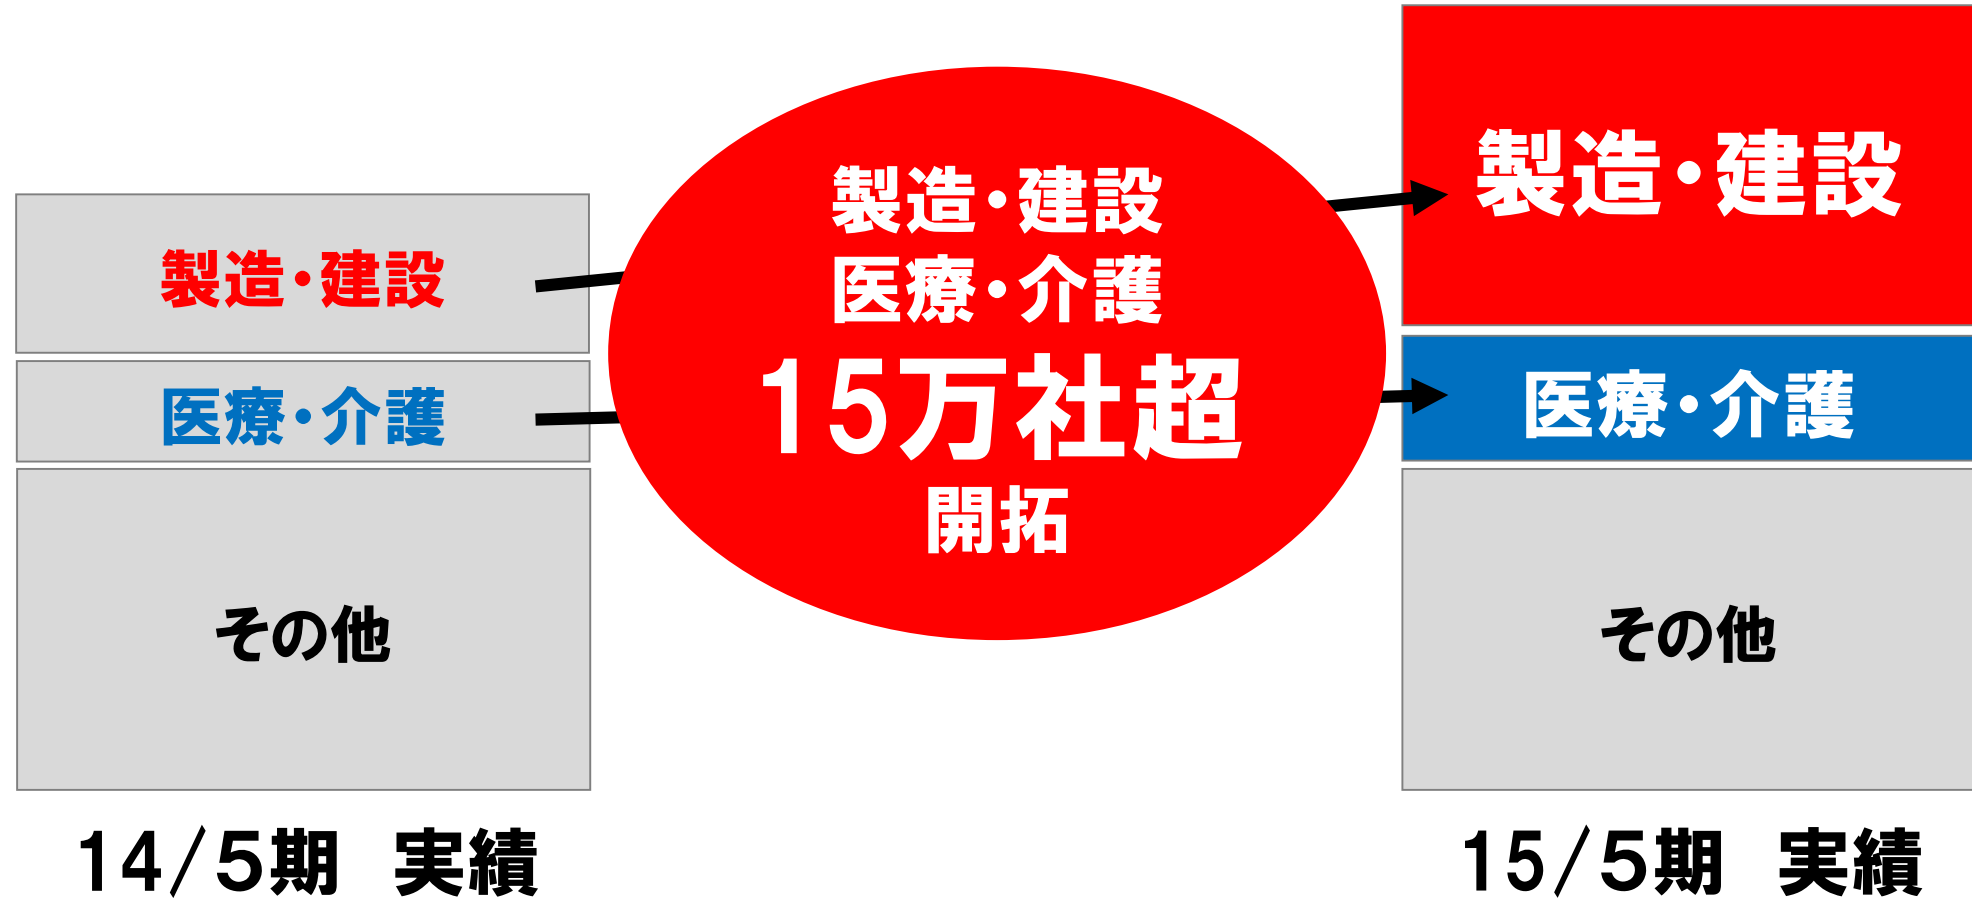 製造・建設
医療・介護
その他
14/5期　実績
製造・建設
医療・介護
15万社超
開拓
製造・建設
医療・介護
その他
15/5期　実績